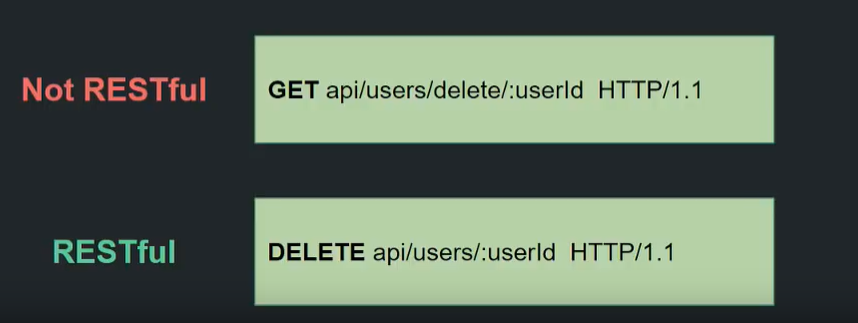 Not RESTful
GET api/users/delete/:userId HTTP/1.1
RESTful
DELETE api/users/:userId HTTP/1.1